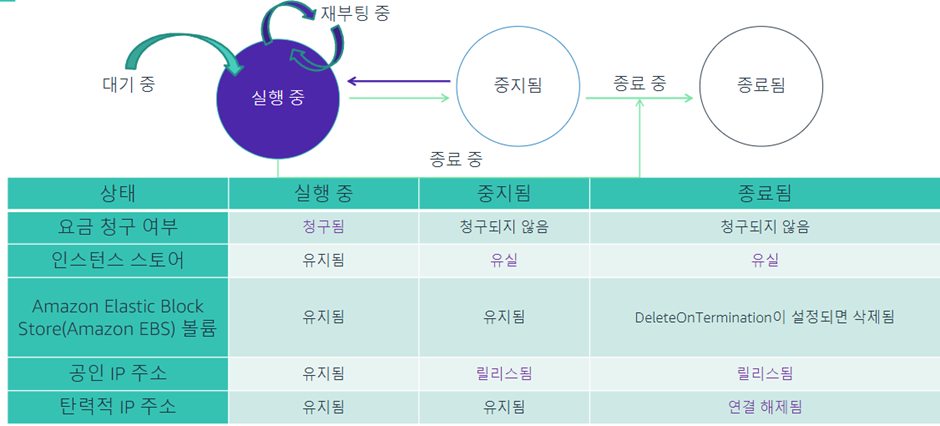 재부팅 중
대기 중
실행 중
중지됨
종료 중
종료됨
종료 중
상태 실행 중 중지됨 종료됨
요금 청구 여부 청구됨 청구되지 않음 청구되지 않음
인스턴스 스토어 유지됨 유실 유실
Amazon Elastic Block
Store(Amazon EBS) 볼륨 유지됨 유지됨 DeleteOnTermination이 설정되면 삭제됨
공인 IP 주소 유지됨 릴리스됨 릴리스됨
탄력적 IP 주소 유지됨 유지됨 연결 해제됨